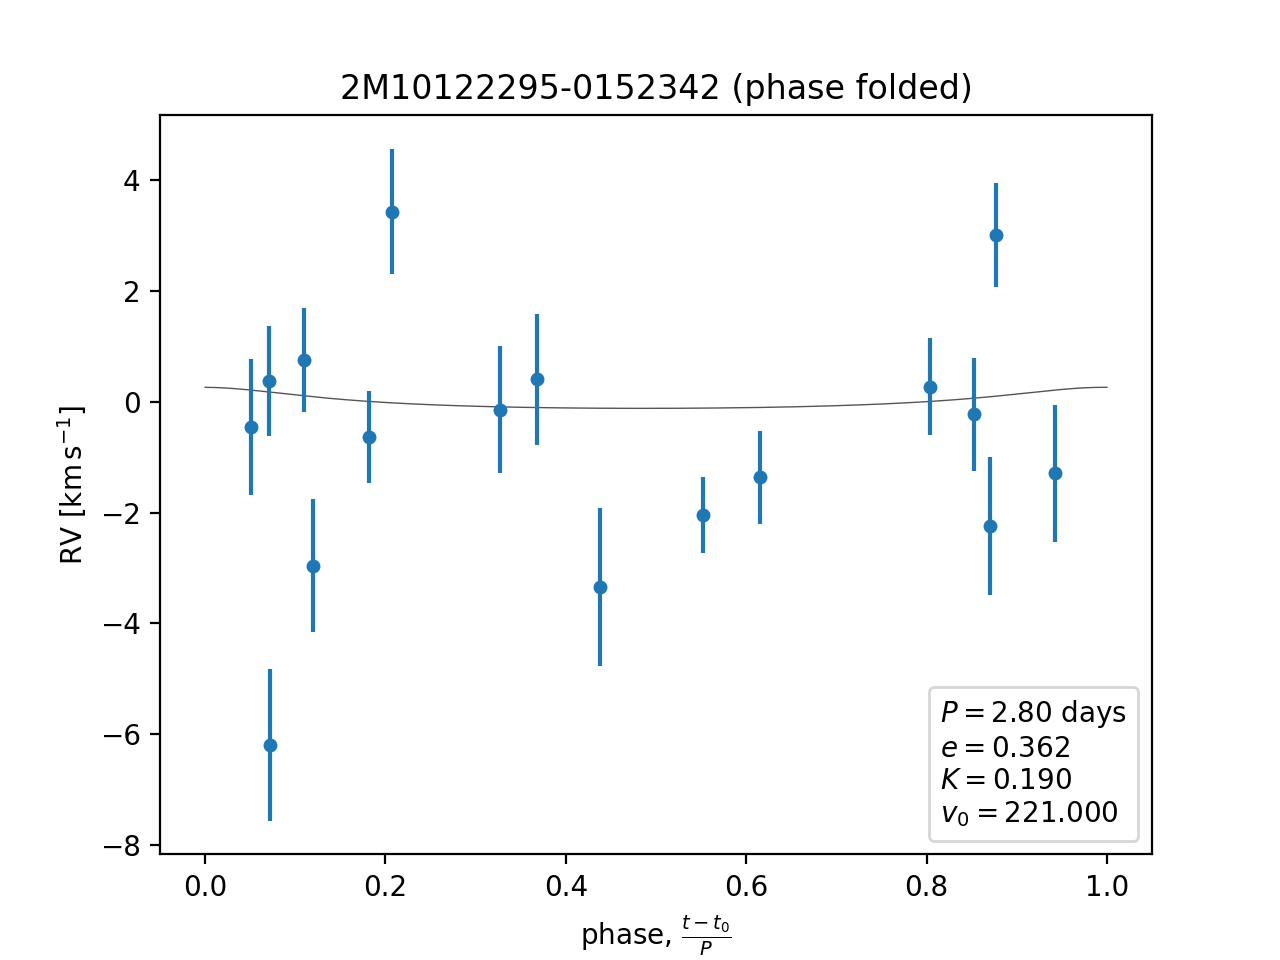 2M10122295-0152342 (phase folded)
RV [km s⁻¹]
4
2
0
−2
−4
−6
−8
P = 2.80 days
e = 0.362
K = 0.190
v₀ = 221.000
0.0 0.2 0.4 0.6 0.8 1.0
phase, (t − t₀)/P